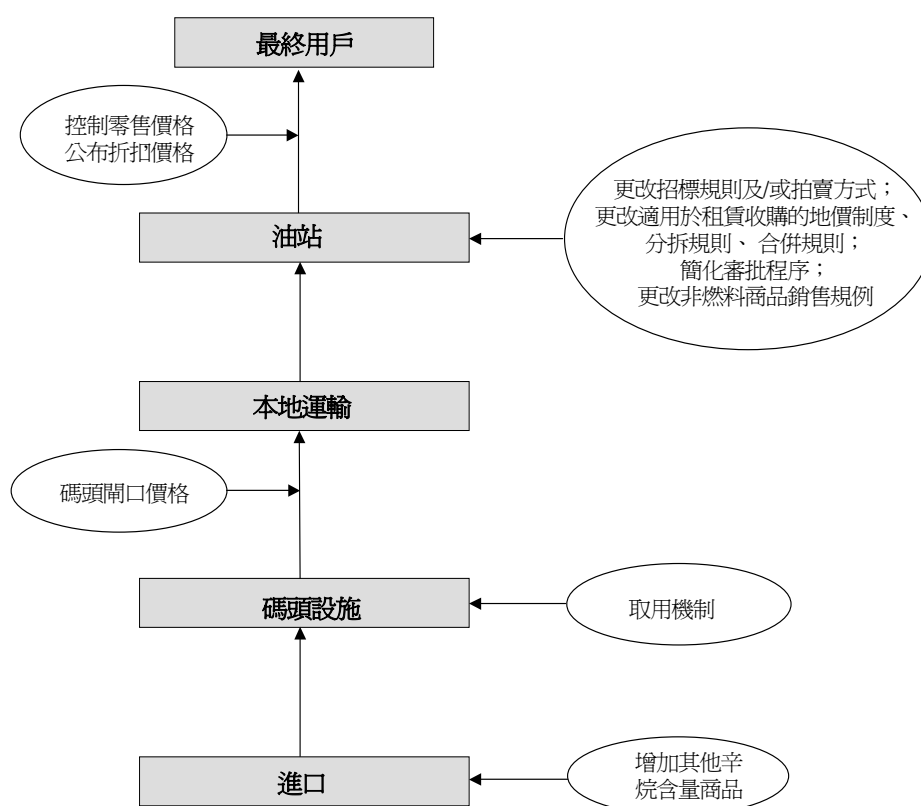 最終用戶
控制零售價格
公布折扣價格
更改招標規則及/或拍賣方式；
更改適用於租賃收購的地價制度、
分拆規則、 合併規則；
簡化審批程序；
更改非燃料商品銷售規例
油站
本地運輸
碼頭閘口價格
碼頭設施
取用機制
進口
增加其他辛
烷含量商品